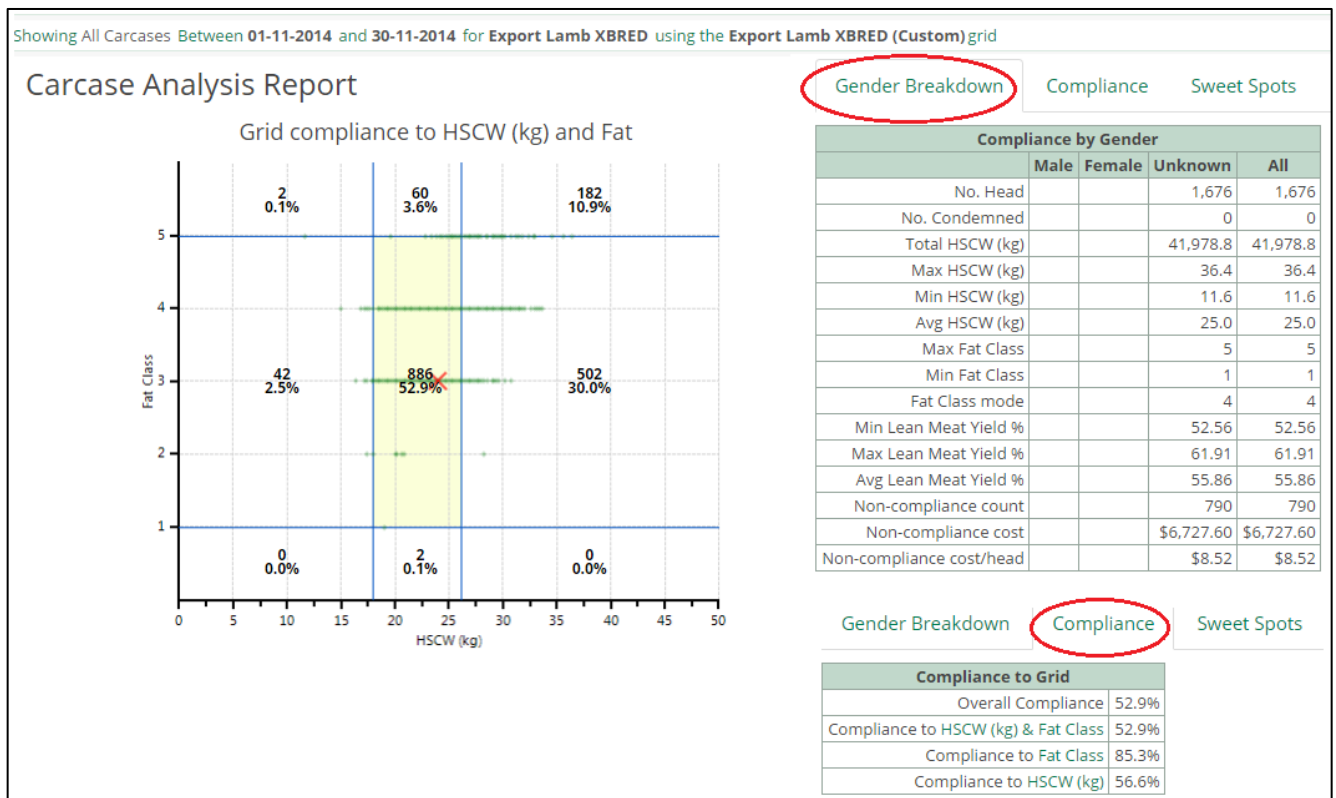 Showing All Carcases Between 01-11-2014 and 30-11-2014 for Export Lamb XBRED using the Export Lamb XBRED (Custom) grid
Carcase Analysis Report
Grid compliance to HSCW (kg) and Fat
2 60 182
0.1% 3.6% 10.9%
5
4
42 886 502
2.5% 52.9% 30.0%
3
2
1
0 2 0
0.0% 0.1% 0.0%
Fat Class
0 5 10 15 20 25 30 35 40 45 50
HSCW (kg)
Gender Breakdown Compliance Sweet Spots
Compliance by Gender
Male Female Unknown All
No. Head 1,676 1,676
No. Condemned 0 0
Total HSCW (kg) 41,978.8 41,978.8
Max HSCW (kg) 36.4 36.4
Min HSCW (kg) 11.6 11.6
Avg HSCW (kg) 25.0 25.0
Max Fat Class 5 5
Min Fat Class 1 1
Fat Class mode 4 4
Min Lean Meat Yield % 52.56 52.56
Max Lean Meat Yield % 61.91 61.91
Avg Lean Meat Yield % 55.86 55.86
Non-compliance count 790 790
Non-compliance cost $6,727.60 $6,727.60
Non-compliance cost/head $8.52 $8.52
Gender Breakdown Compliance Sweet Spots
Compliance to Grid
Overall Compliance 52.9%
Compliance to HSCW (kg) & Fat Class 52.9%
Compliance to Fat Class 85.3%
Compliance to HSCW (kg) 56.6%